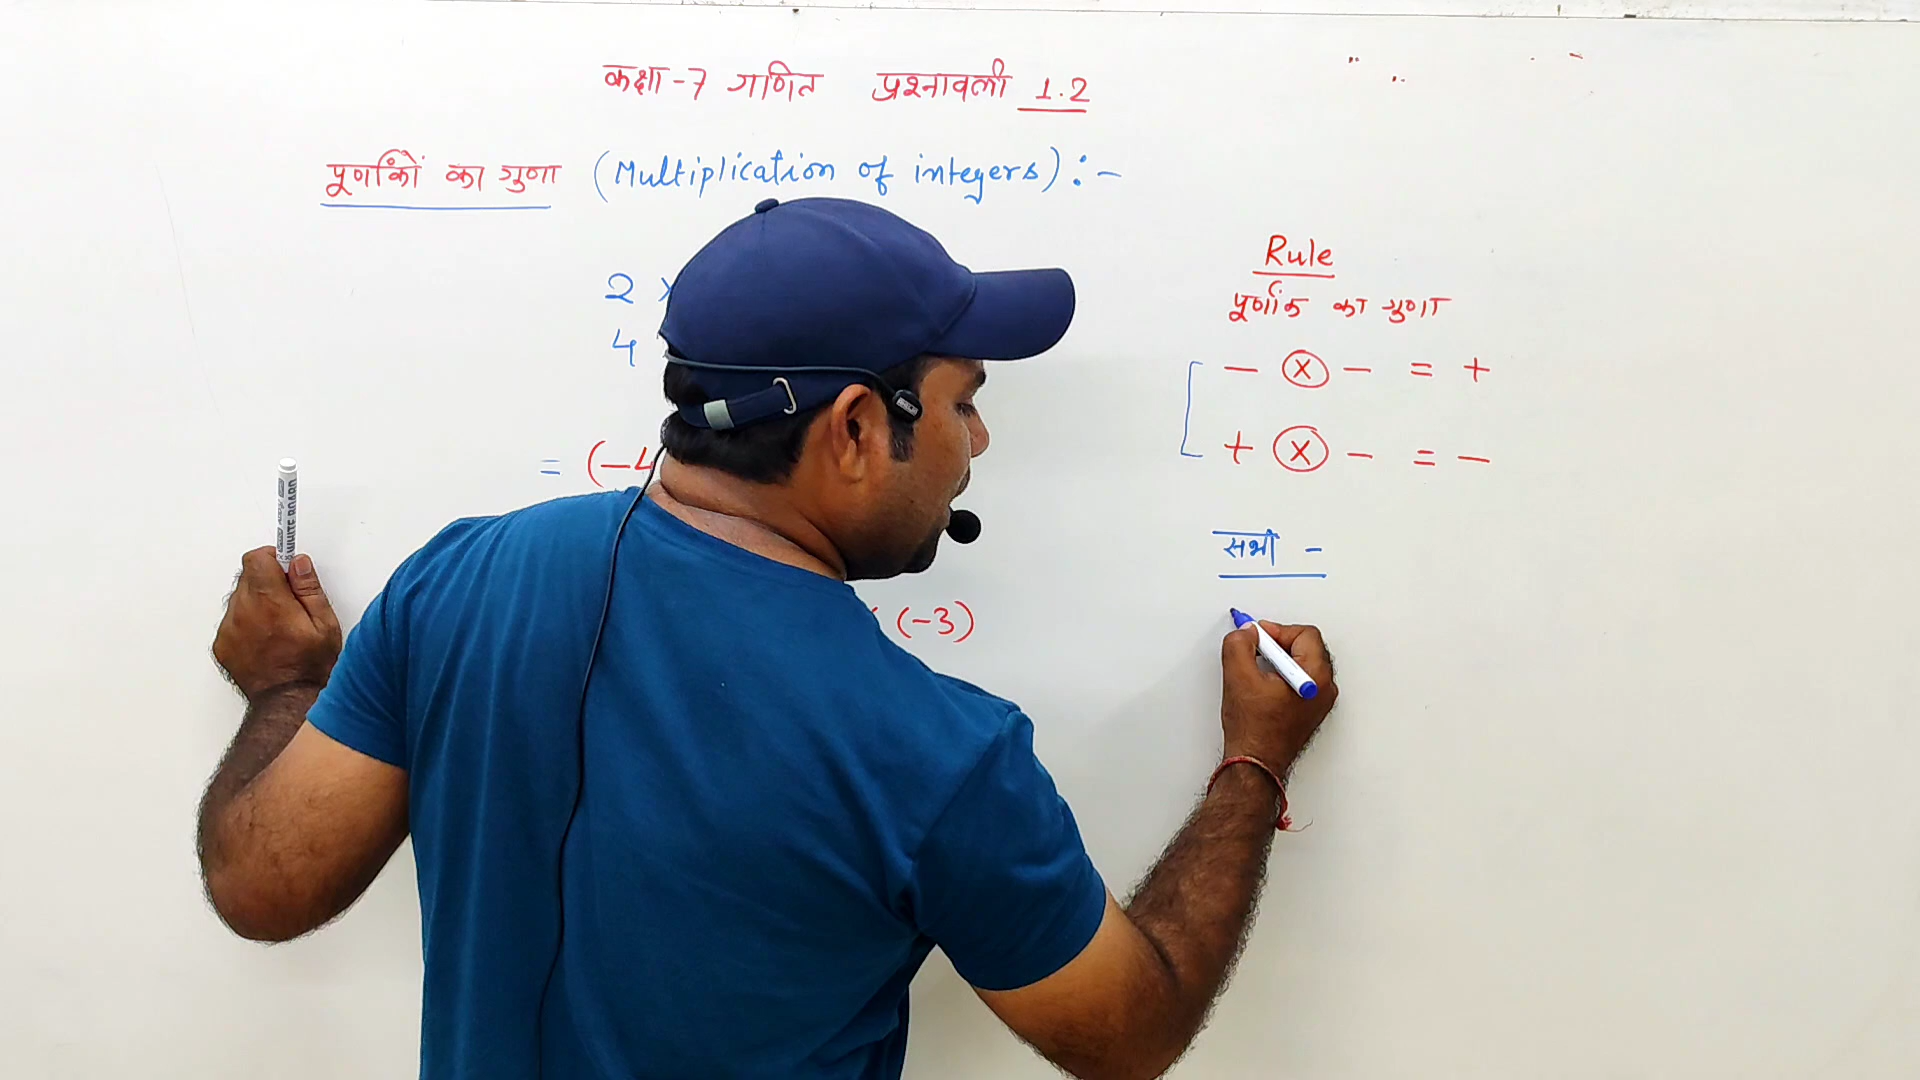 कक्षा-7 गणित प्रश्नावली 1.2
पूर्णांकों का गुणा (Multiplication of integers) :-
2 ×
4
= (-4
(-3)
Rule
पूर्णांक का गुणा
- ⓧ - = +
+ ⓧ - = -
सभी -
WHITE BOARD